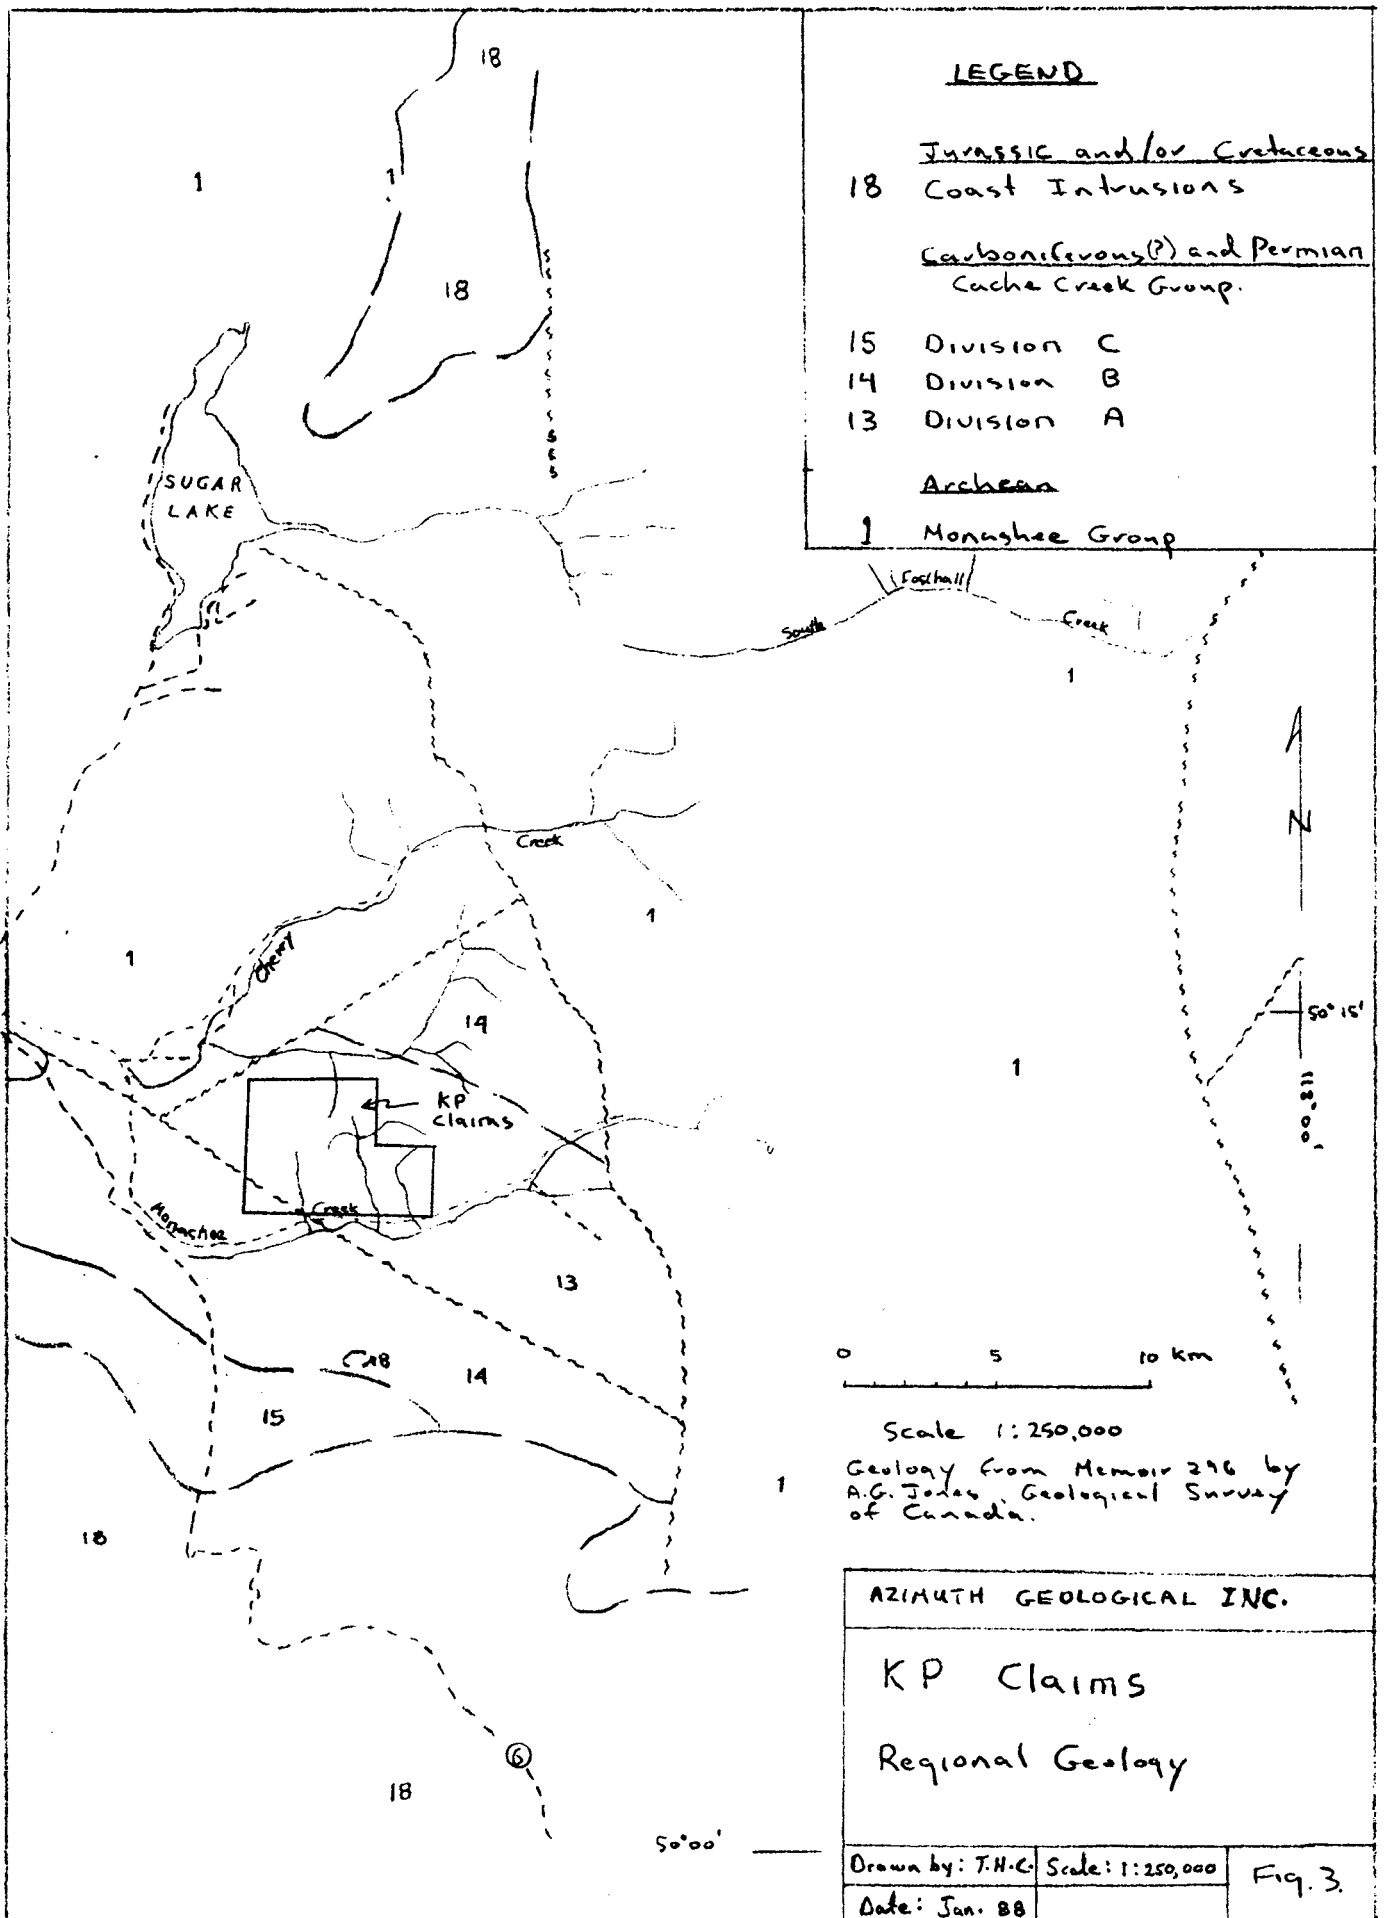 LEGEND
Jurassic and/or Cretaceous
18 Coast Intrusions
Carboniferous(?) and Permian
Cache Creek Group.
15 Division C
14 Division B
13 Division A
Archean
1 Monashee Group
18
1
1
18
SUGAR
LAKE
South Fosthall Creek
1
N
Cherry Creek
1
1
14
50°15'
1
118°00'
KP
claims
Monashee Creek
13
14
15
0 5 10 km
Scale 1:250,000
Geology from Memoir 296 by
A.G. Jones, Geological Survey
of Canada.
1
18
6
18
50°00'
AZIMUTH GEOLOGICAL INC.
KP Claims
Regional Geology
Drawn by: T.H.C. Scale: 1:250,000
Date: Jan. 88
Fig. 3.